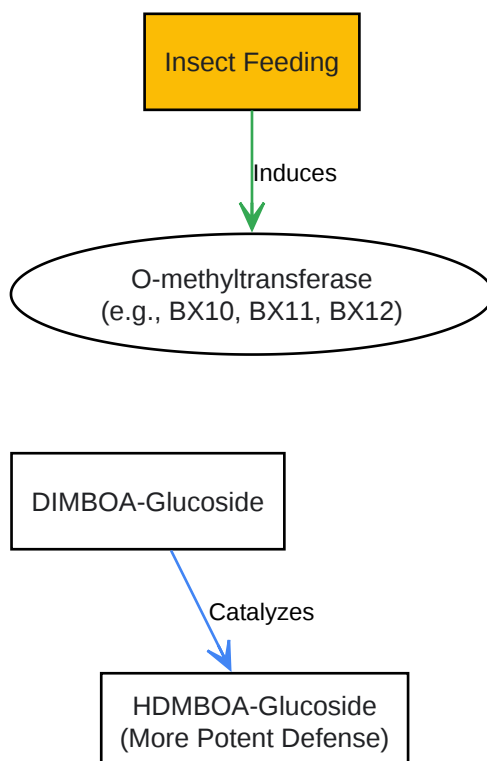 Insect Feeding
Induces
O-methyltransferase
(e.g., BX10, BX11, BX12)
DIMBOA-Glucoside
Catalyzes
HDMBOA-Glucoside
(More Potent Defense)